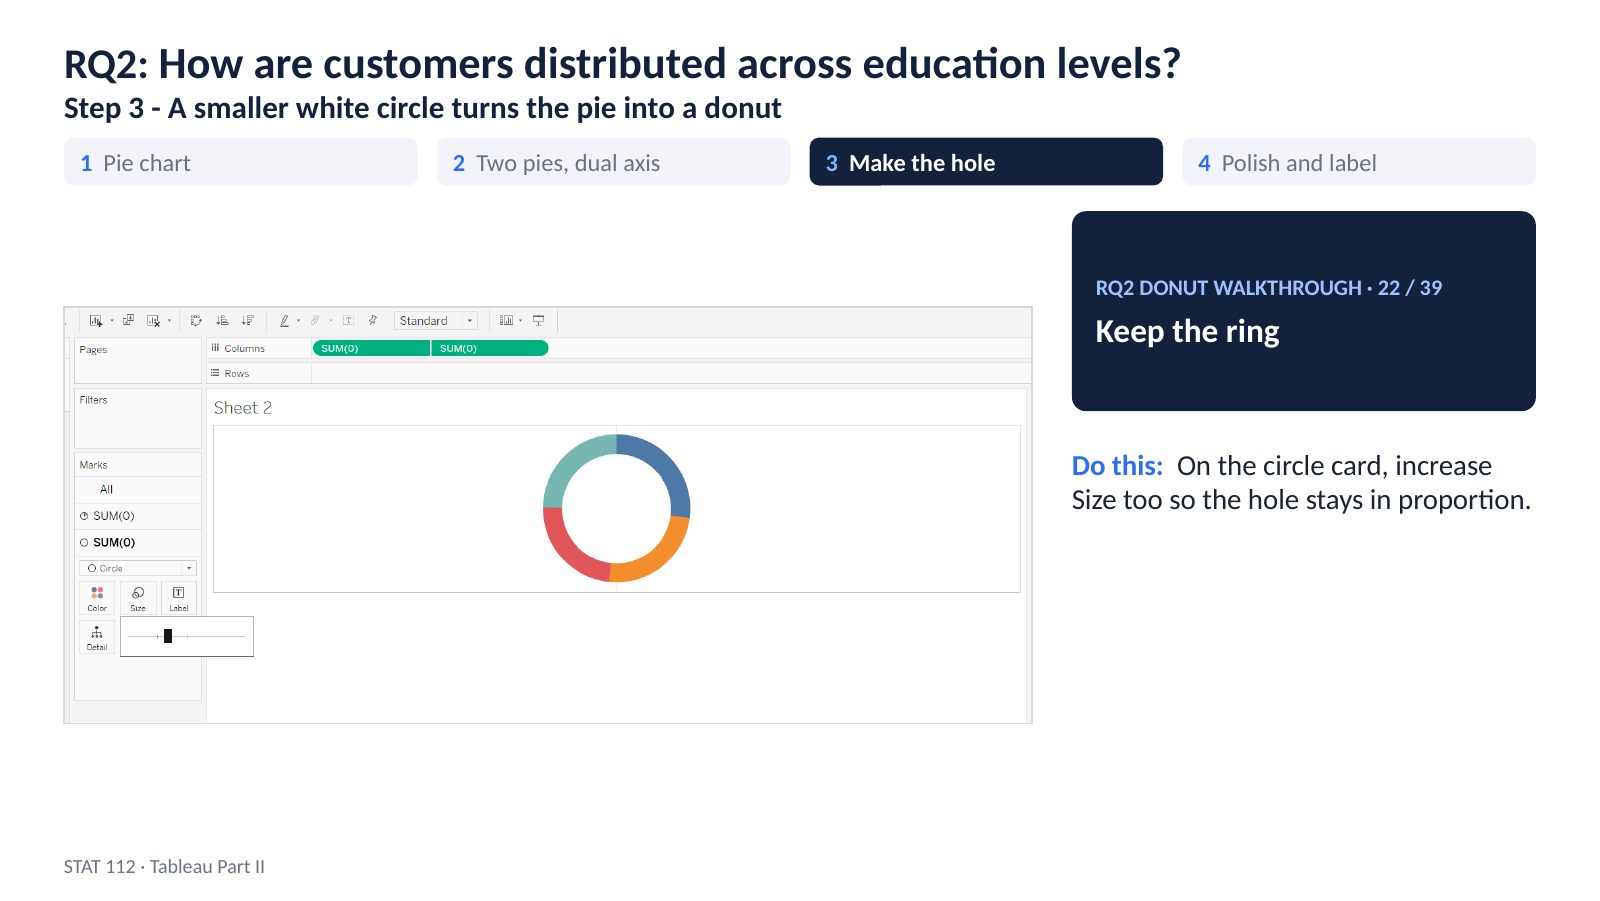 RQ2: How are customers distributed across education levels?
Step 3 - A smaller white circle turns the pie into a donut
1 Pie chart
2 Two pies, dual axis
3 Make the hole
4 Polish and label
Standard
Pages
Columns
SUM(0)
SUM(0)
Rows
Filters
Sheet 2
Marks
All
SUM(0)
SUM(0)
Circle
Color
Size
Label
Detail
RQ2 DONUT WALKTHROUGH · 22 / 39
Keep the ring
Do this: On the circle card, increase
Size too so the hole stays in proportion.
STAT 112 · Tableau Part II